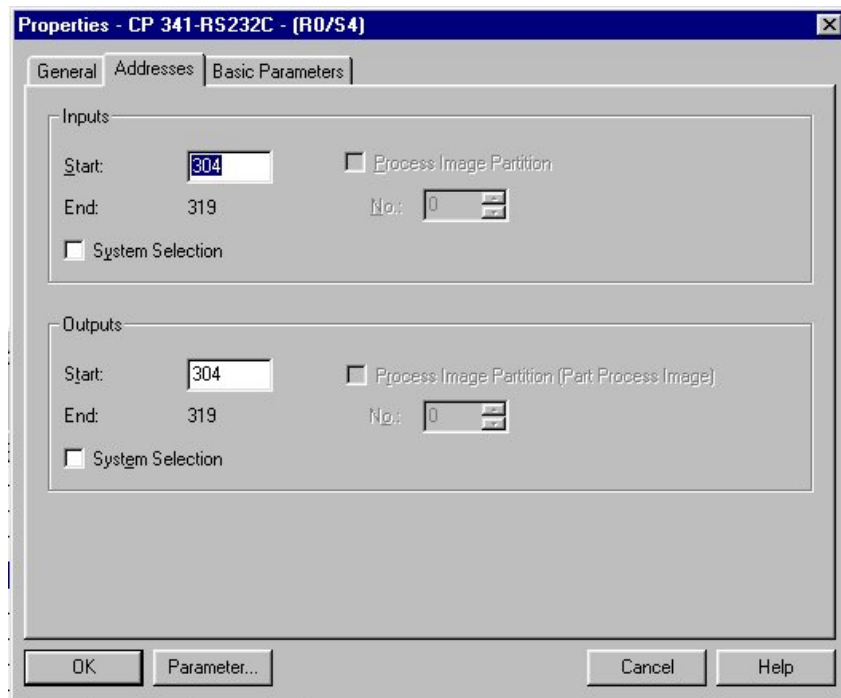 Properties - CP 341-RS232C - (R0/S4)
General Addresses Basic Parameters
Inputs
Start: 304 Process Image Partition
End: 319 No.: 0
System Selection
Outputs
Start: 304 Process Image Partition (Part Process Image)
End: 319 No.: 0
System Selection
OK Parameter... Cancel Help